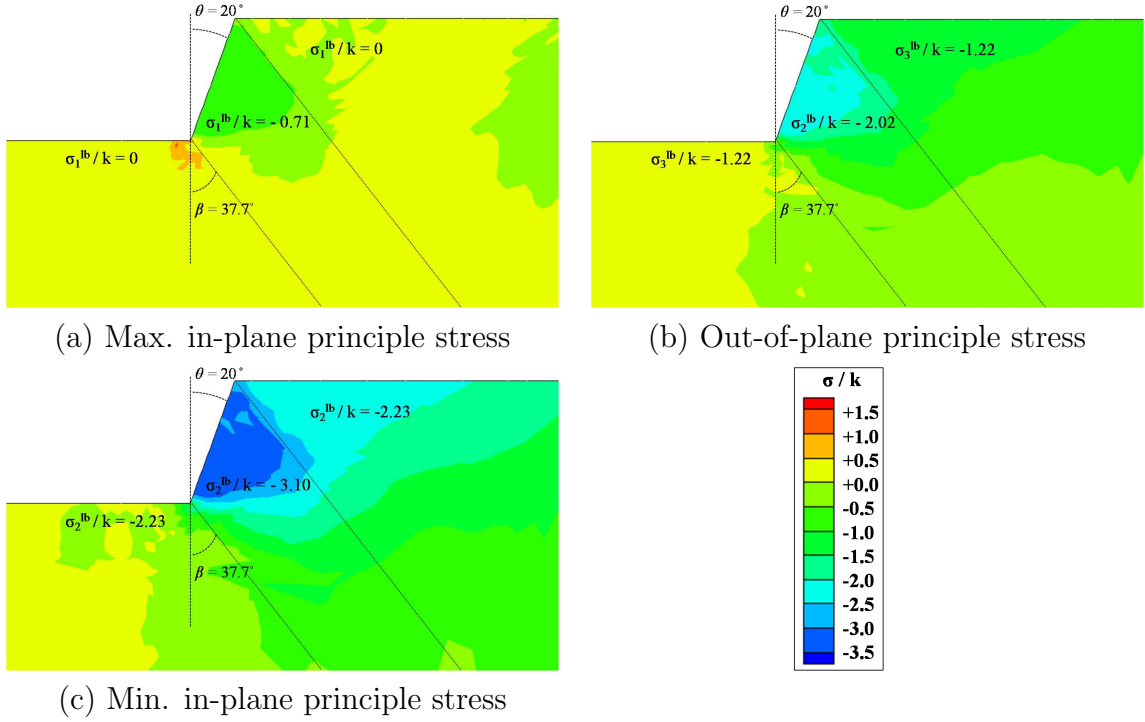 θ = 20°
σ₁ˡᵇ / k = 0
σ₁ˡᵇ / k = - 0.71
σ₁ˡᵇ / k = 0
β = 37.7°
(a) Max. in-plane principle stress
θ = 20°
σ₃ˡᵇ / k = -1.22
σ₂ˡᵇ / k = - 2.02
σ₃ˡᵇ / k = -1.22
β = 37.7°
(b) Out-of-plane principle stress
θ = 20°
σ₂ˡᵇ / k = -2.23
σ₂ˡᵇ / k = - 3.10
σ₂ˡᵇ / k = -2.23
β = 37.7°
(c) Min. in-plane principle stress
σ / k
+1.5
+1.0
+0.5
+0.0
-0.5
-1.0
-1.5
-2.0
-2.5
-3.0
-3.5